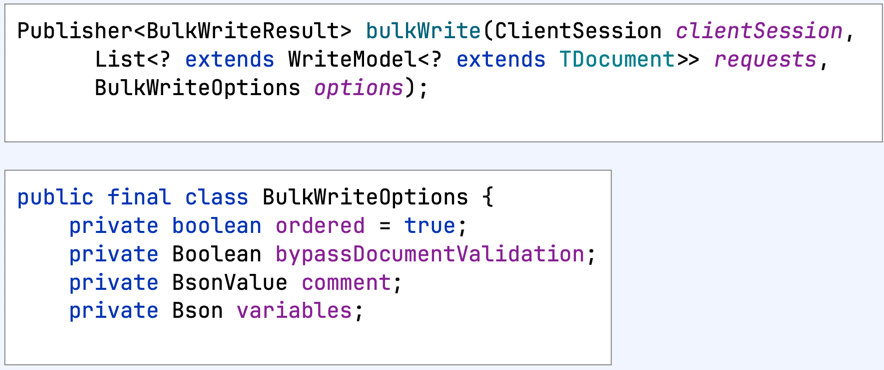 Publisher<BulkWriteResult> bulkWrite(ClientSession clientSession,
List<? extends WriteModel<? extends TDocument>> requests,
BulkWriteOptions options);
public final class BulkWriteOptions {
private boolean ordered = true;
private Boolean bypassDocumentValidation;
private BsonValue comment;
private Bson variables;